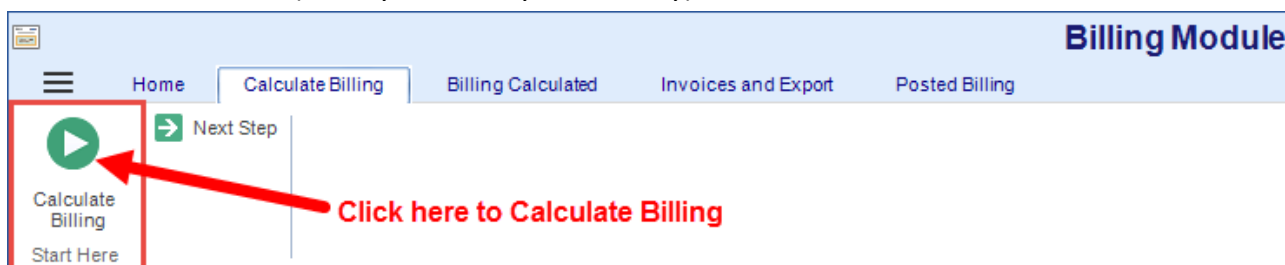 Billing Module
Home Calculate Billing Billing Calculated Invoices and Export Posted Billing
Next Step
Calculate
Billing
Click here to Calculate Billing
Start Here